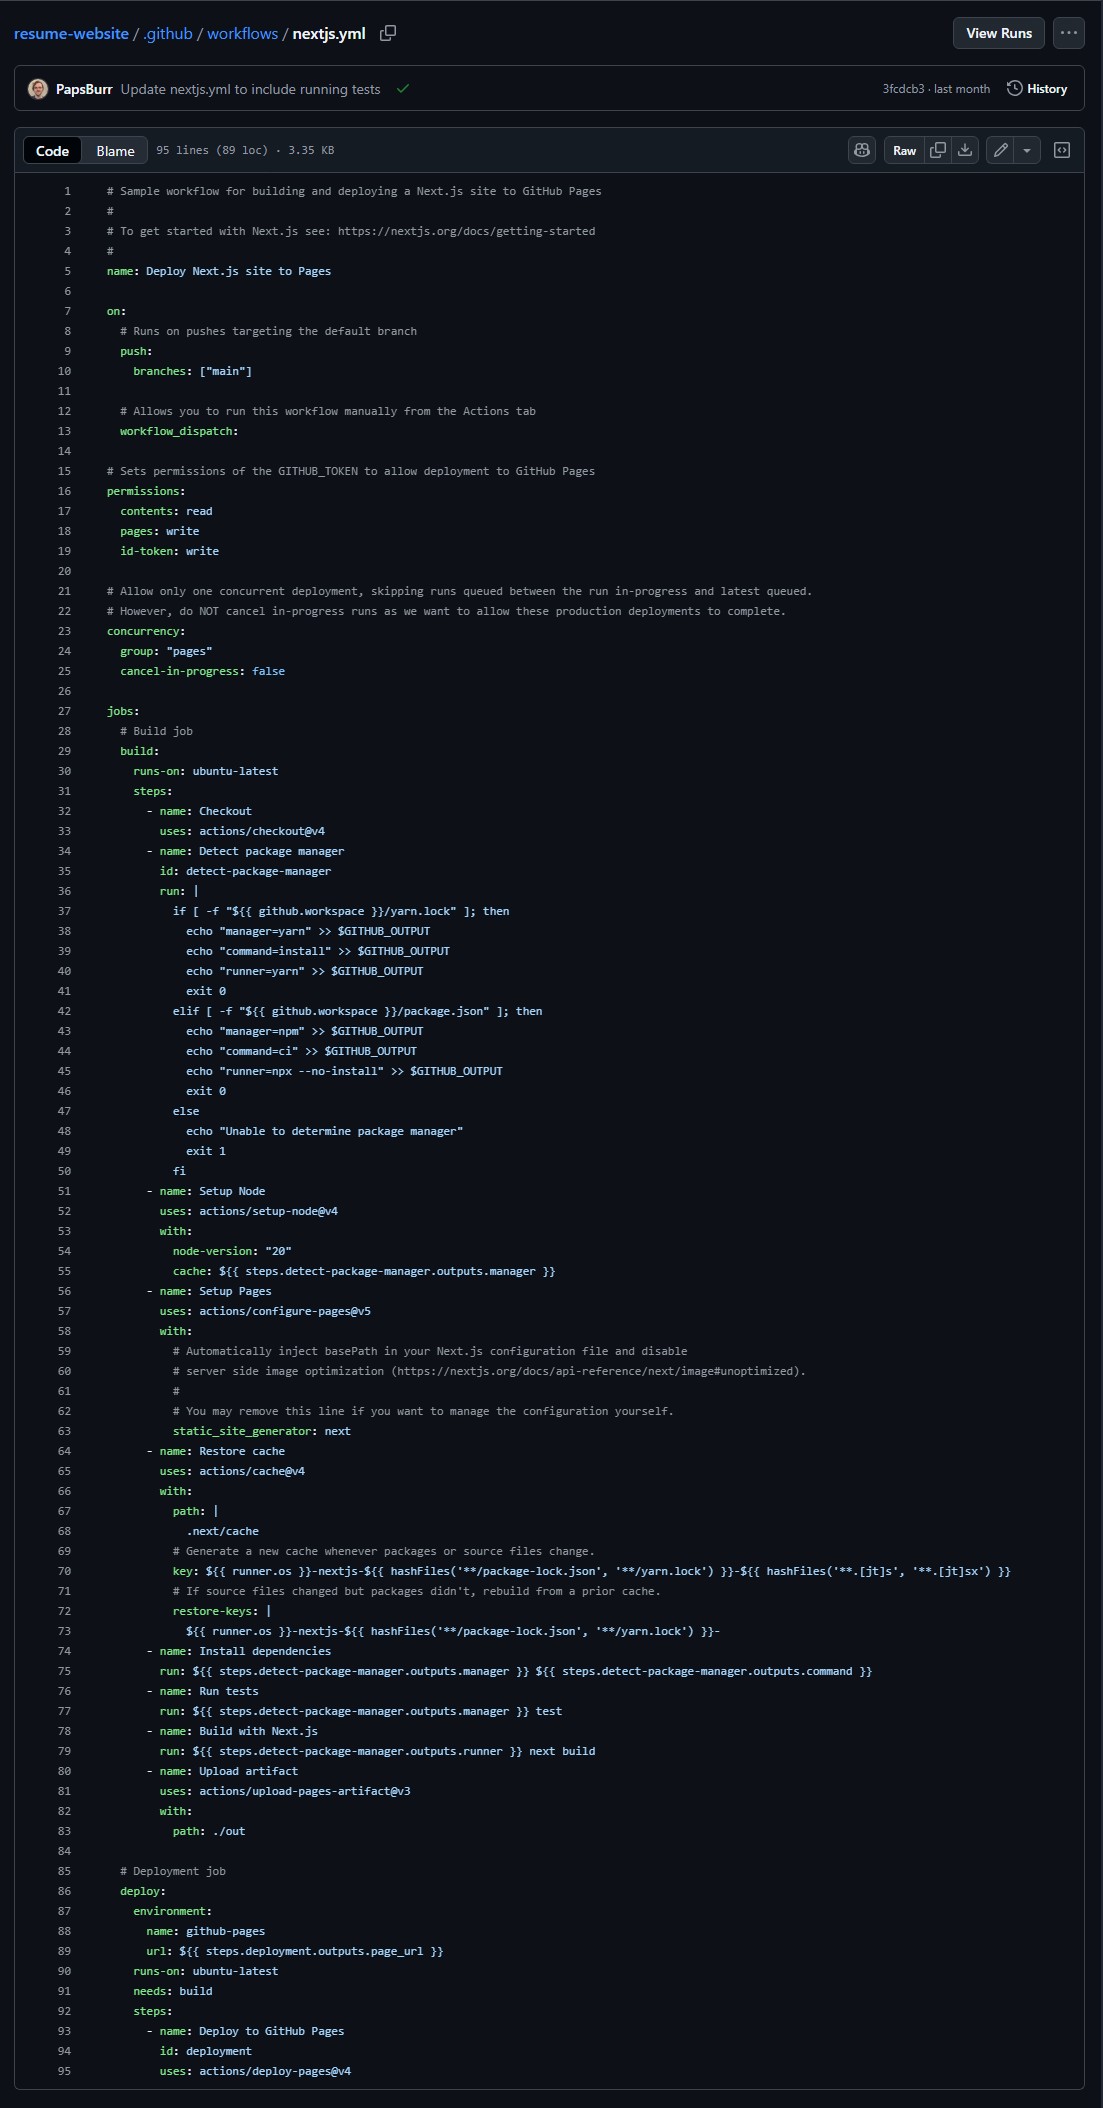 resume-website / .github / workflows / nextjs.yml
View Runs
PapsBurr Update nextjs.yml to include running tests
3fcdcb3 · last month
History
Code Blame 95 lines (89 loc) · 3.35 KB
Raw
1 # Sample workflow for building and deploying a Next.js site to GitHub Pages
2 #
3 # To get started with Next.js see: https://nextjs.org/docs/getting-started
4 #
5 name: Deploy Next.js site to Pages
6
7 on:
8   # Runs on pushes targeting the default branch
9   push:
10     branches: ["main"]
11
12   # Allows you to run this workflow manually from the Actions tab
13   workflow_dispatch:
14
15 # Sets permissions of the GITHUB_TOKEN to allow deployment to GitHub Pages
16 permissions:
17   contents: read
18   pages: write
19   id-token: write
20
21 # Allow only one concurrent deployment, skipping runs queued between the run in-progress and latest queued.
22 # However, do NOT cancel in-progress runs as we want to allow these production deployments to complete.
23 concurrency:
24   group: "pages"
25   cancel-in-progress: false
26
27 jobs:
28   # Build job
29   build:
30     runs-on: ubuntu-latest
31     steps:
32       - name: Checkout
33         uses: actions/checkout@v4
34       - name: Detect package manager
35         id: detect-package-manager
36         run: |
37           if [ -f "${{ github.workspace }}/yarn.lock" ]; then
38             echo "manager=yarn" >> $GITHUB_OUTPUT
39             echo "command=install" >> $GITHUB_OUTPUT
40             echo "runner=yarn" >> $GITHUB_OUTPUT
41             exit 0
42           elif [ -f "${{ github.workspace }}/package.json" ]; then
43             echo "manager=npm" >> $GITHUB_OUTPUT
44             echo "command=ci" >> $GITHUB_OUTPUT
45             echo "runner=npx --no-install" >> $GITHUB_OUTPUT
46             exit 0
47           else
48             echo "Unable to determine package manager"
49             exit 1
50           fi
51       - name: Setup Node
52         uses: actions/setup-node@v4
53         with:
54           node-version: "20"
55           cache: ${{ steps.detect-package-manager.outputs.manager }}
56       - name: Setup Pages
57         uses: actions/configure-pages@v5
58         with:
59           # Automatically inject basePath in your Next.js configuration file and disable
60           # server side image optimization (https://nextjs.org/docs/api-reference/next/image#unoptimized).
61           #
62           # You may remove this line if you want to manage the configuration yourself.
63           static_site_generator: next
64       - name: Restore cache
65         uses: actions/cache@v4
66         with:
67           path: |
68             .next/cache
69           # Generate a new cache whenever packages or source files change.
70           key: ${{ runner.os }}-nextjs-${{ hashFiles('**/package-lock.json', '**/yarn.lock') }}-${{ hashFiles('**.[jt]s', '**.[jt]sx') }}
71           # If source files changed but packages didn't, rebuild from a prior cache.
72           restore-keys: |
73             ${{ runner.os }}-nextjs-${{ hashFiles('**/package-lock.json', '**/yarn.lock') }}-
74       - name: Install dependencies
75         run: ${{ steps.detect-package-manager.outputs.manager }} ${{ steps.detect-package-manager.outputs.command }}
76       - name: Run tests
77         run: ${{ steps.detect-package-manager.outputs.manager }} test
78       - name: Build with Next.js
79         run: ${{ steps.detect-package-manager.outputs.runner }} next build
80       - name: Upload artifact
81         uses: actions/upload-pages-artifact@v3
82         with:
83           path: ./out
84
85   # Deployment job
86   deploy:
87     environment:
88       name: github-pages
89       url: ${{ steps.deployment.outputs.page_url }}
90     runs-on: ubuntu-latest
91     needs: build
92     steps:
93       - name: Deploy to GitHub Pages
94         id: deployment
95         uses: actions/deploy-pages@v4